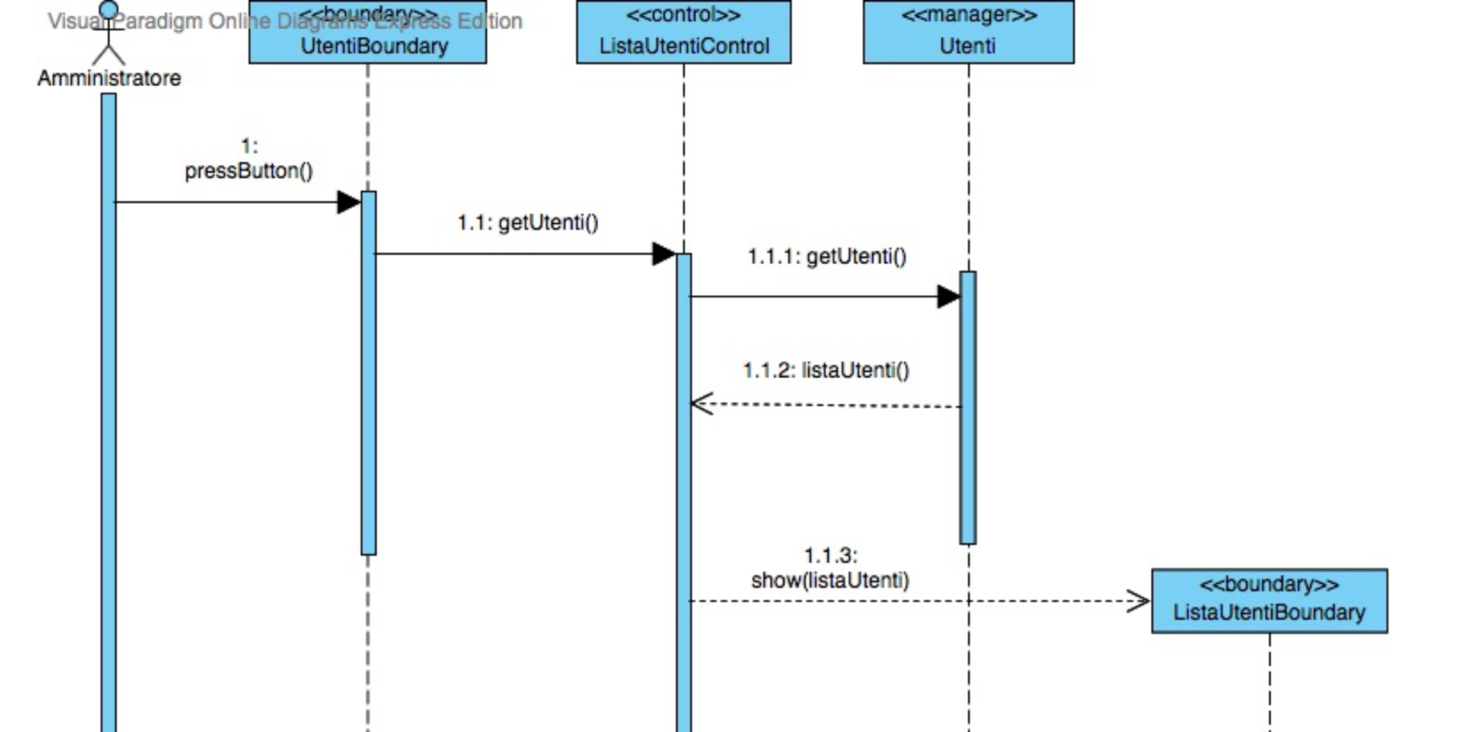 Visual Paradigm Online Diagrams Express Edition
<<boundary>>
UtentiBoundary
<<control>>
ListaUtentiControl
<<manager>>
Utenti
Amministratore
1:
pressButton()
1.1: getUtenti()
1.1.1: getUtenti()
1.1.2: listaUtenti()
1.1.3:
show(listaUtenti)
<<boundary>>
ListaUtentiBoundary